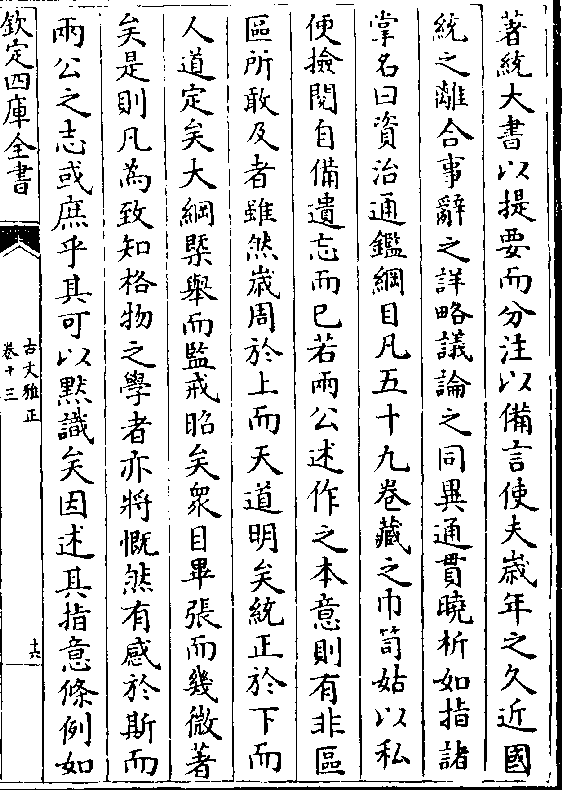 著統大書以提要而分注以備言使夫歲年之久近國
統之離合事辭之詳略議論之同異通貫曉析如指諸
掌名曰資治通鑑綱目凡五十九卷藏之巾笥姑以私
便撿閱自備遺忘而已若兩公述作之本意則有非區
區所敢及者雖然歲周於上而天道明矣統正於下而
人道定矣大綱槩舉而監戒昭矣衆目畢張而幾微著
矣是則凡為致知格物之學者亦將慨然有感於斯而
兩公之志或庶乎其可以默識矣因述其指意條例如
欽定四庫全書
古文雅正
卷十三
十六